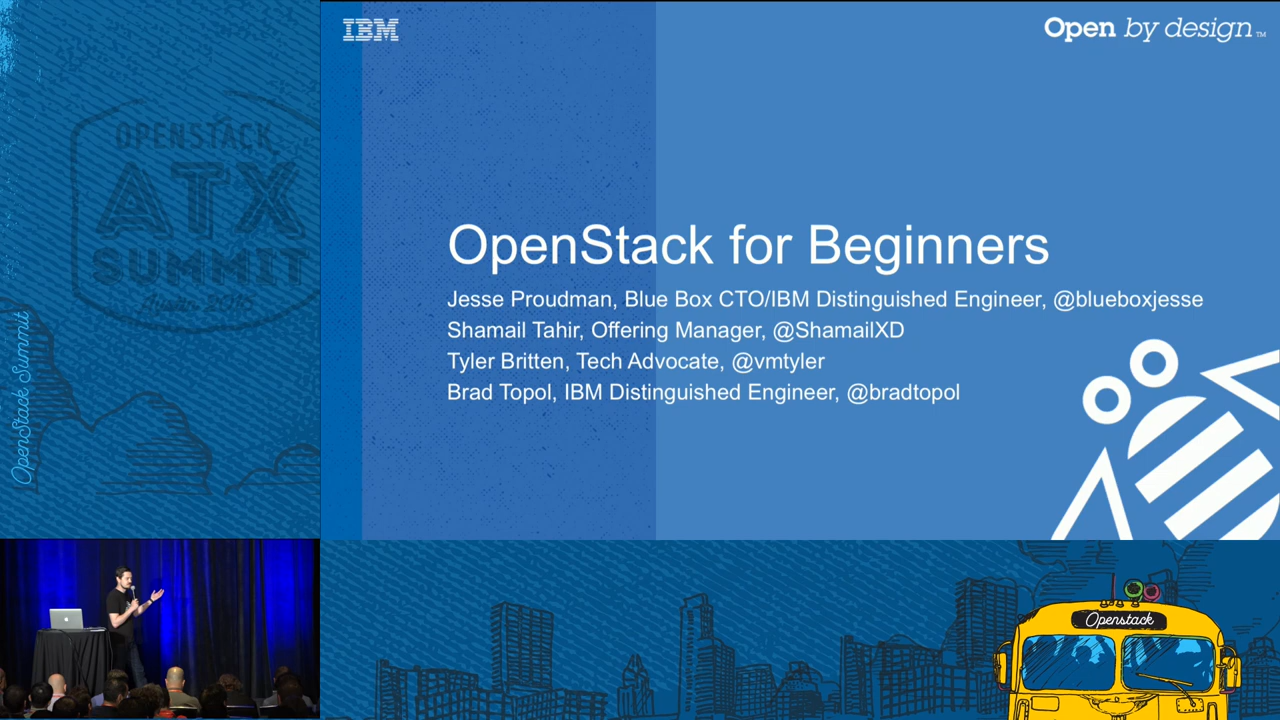 IBM
Open by design™
OPENSTACK
ATX
SUMMIT
Austin 2016
OpenStack Summit
OpenStack for Beginners
Jesse Proudman, Blue Box CTO/IBM Distinguished Engineer, @blueboxjesse
Shamail Tahir, Offering Manager, @ShamailXD
Tyler Britten, Tech Advocate, @vmtyler
Brad Topol, IBM Distinguished Engineer, @bradtopol
Openstack